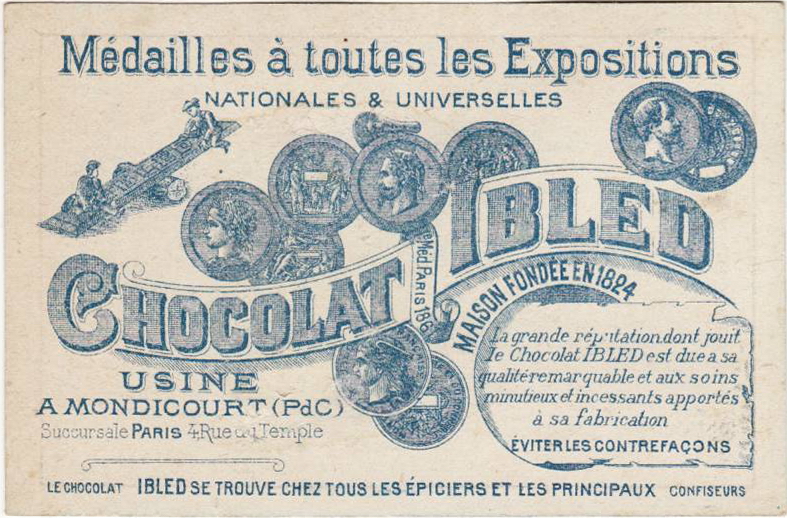 Médailles à toutes les Expositions
NATIONALES & UNIVERSELLES
CHOCOLAT IBLED
Méd PARIS 186
MAISON FONDÉE EN 1824
USINE
A MONDICOURT (PdC)
Succursale PARIS 4, Rue du Temple
La grande réputation dont jouit
le Chocolat IBLED est due a sa
qualité remarquable et aux soins
minutieux et incessants apportés
à sa fabrication
ÉVITER LES CONTREFAÇONS
LE CHOCOLAT IBLED SE TROUVE CHEZ TOUS LES ÉPICIERS ET LES PRINCIPAUX CONFISEURS